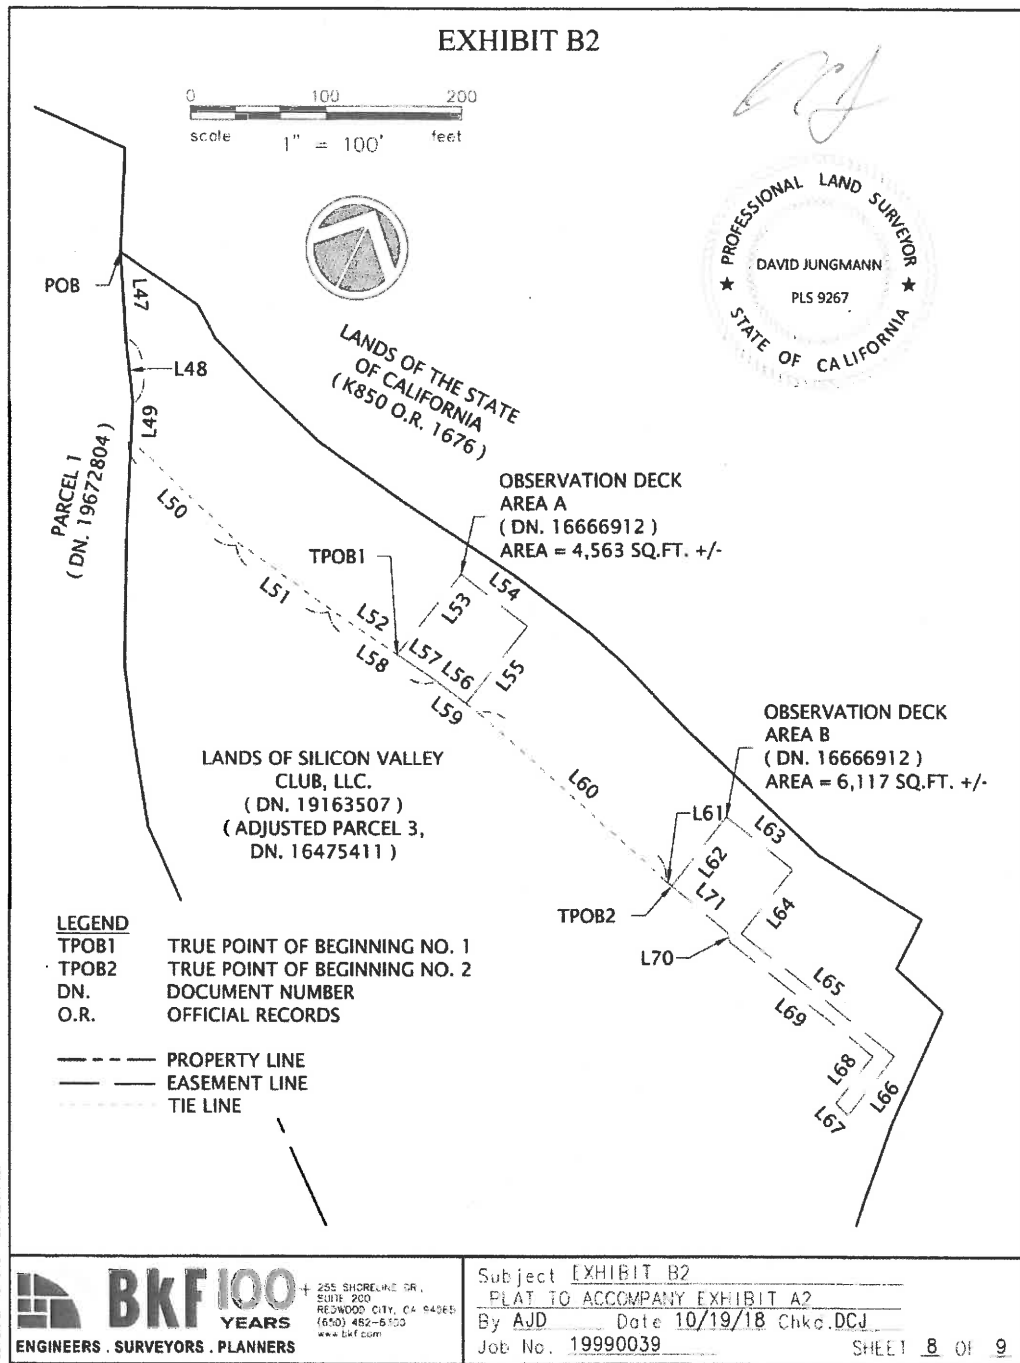 EXHIBIT B2
0 100 200
scale 1" = 100' feet
PROFESSIONAL LAND SURVEYOR
DAVID JUNGMANN
PLS 9267
STATE OF CALIFORNIA
POB
L47
L48
L49
PARCEL 1
( DN. 19672804 )
LANDS OF THE STATE
OF CALIFORNIA
( K850 O.R. 1676 )
L50
L51
L52
OBSERVATION DECK
AREA A
( DN. 16666912 )
AREA = 4,563 SQ.FT. +/-
TPOB1
L53
L54
L55
L56
L57
L58
L59
L60
LANDS OF SILICON VALLEY
CLUB, LLC.
( DN. 19163507 )
( ADJUSTED PARCEL 3,
DN. 16475411 )
OBSERVATION DECK
AREA B
( DN. 16666912 )
AREA = 6,117 SQ.FT. +/-
L61
L62
L63
L64
L71
TPOB2
L70
L65
L69
L68
L66
L67
LEGEND
TPOB1 TRUE POINT OF BEGINNING NO. 1
TPOB2 TRUE POINT OF BEGINNING NO. 2
DN. DOCUMENT NUMBER
O.R. OFFICIAL RECORDS
PROPERTY LINE
EASEMENT LINE
TIE LINE
BKF 100+ YEARS
ENGINEERS . SURVEYORS . PLANNERS
255 SHORELINE DR,
SUITE 200
REDWOOD CITY, CA 94065
(650) 482-6300
www.bkf.com
Subject EXHIBIT B2
PLAT TO ACCOMPANY EXHIBIT A2
By AJD Date 10/19/18 Chkd. DCJ
Job No. 19990039 SHEET 8 OF 9